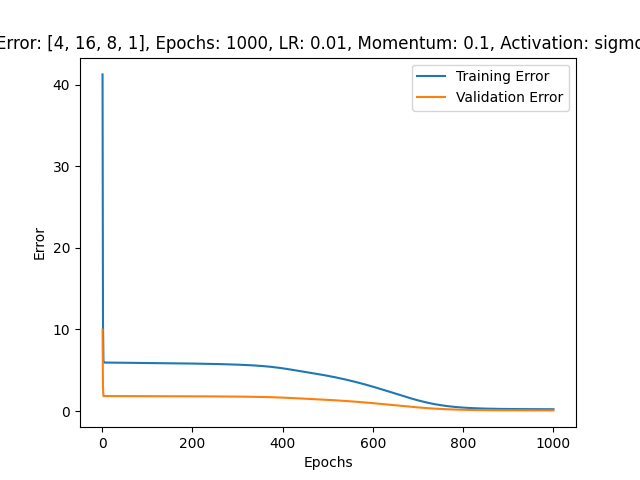 Error: [4, 16, 8, 1], Epochs: 1000, LR: 0.01, Momentum: 0.1, Activation: sigmo
Training Error
Validation Error
40
30
20
10
0
Error
0 200 400 600 800 1000
Epochs